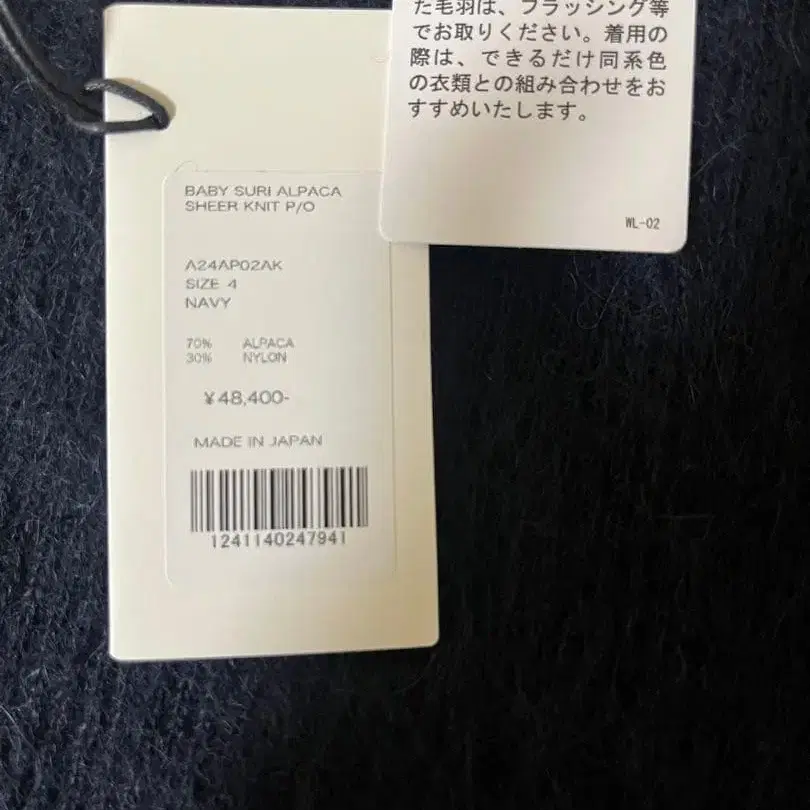 た毛羽は、ブラッシング等
でお取りください。着用の
際は、できるだけ同系色
の衣類との組み合わせをお
すすめいたします。
WL-02
BABY SURI ALPACA
SHEER KNIT P/O
A24AP02AK
SIZE 4
NAVY
70% ALPACA
30% NYLON
¥48,400-
MADE IN JAPAN
1241140247941